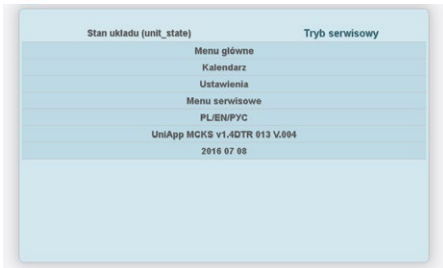 Stan układu (unit_state) Tryb serwisowy
Menu główne
Kalendarz
Ustawienia
Menu serwisowe
PL/EN/РУС
UniApp MCKS v1.4DTR 013 V.004
2016 07 08